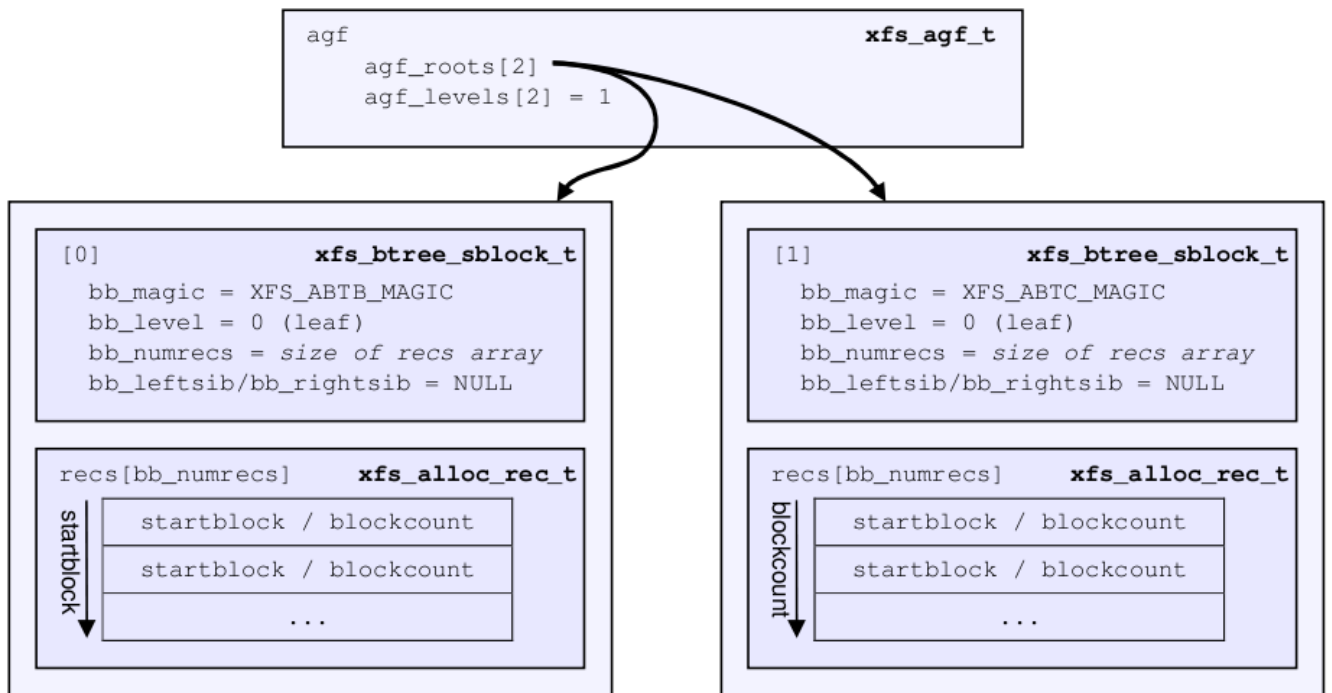 agf xfs_agf_t
agf_roots[2]
agf_levels[2] = 1
[0] xfs_btree_sblock_t
bb_magic = XFS_ABTB_MAGIC
bb_level = 0 (leaf)
bb_numrecs = size of recs array
bb_leftsib/bb_rightsib = NULL
recs[bb_numrecs] xfs_alloc_rec_t
startblock
startblock / blockcount
startblock / blockcount
...
[1] xfs_btree_sblock_t
bb_magic = XFS_ABTC_MAGIC
bb_level = 0 (leaf)
bb_numrecs = size of recs array
bb_leftsib/bb_rightsib = NULL
recs[bb_numrecs] xfs_alloc_rec_t
blockcount
startblock / blockcount
startblock / blockcount
...